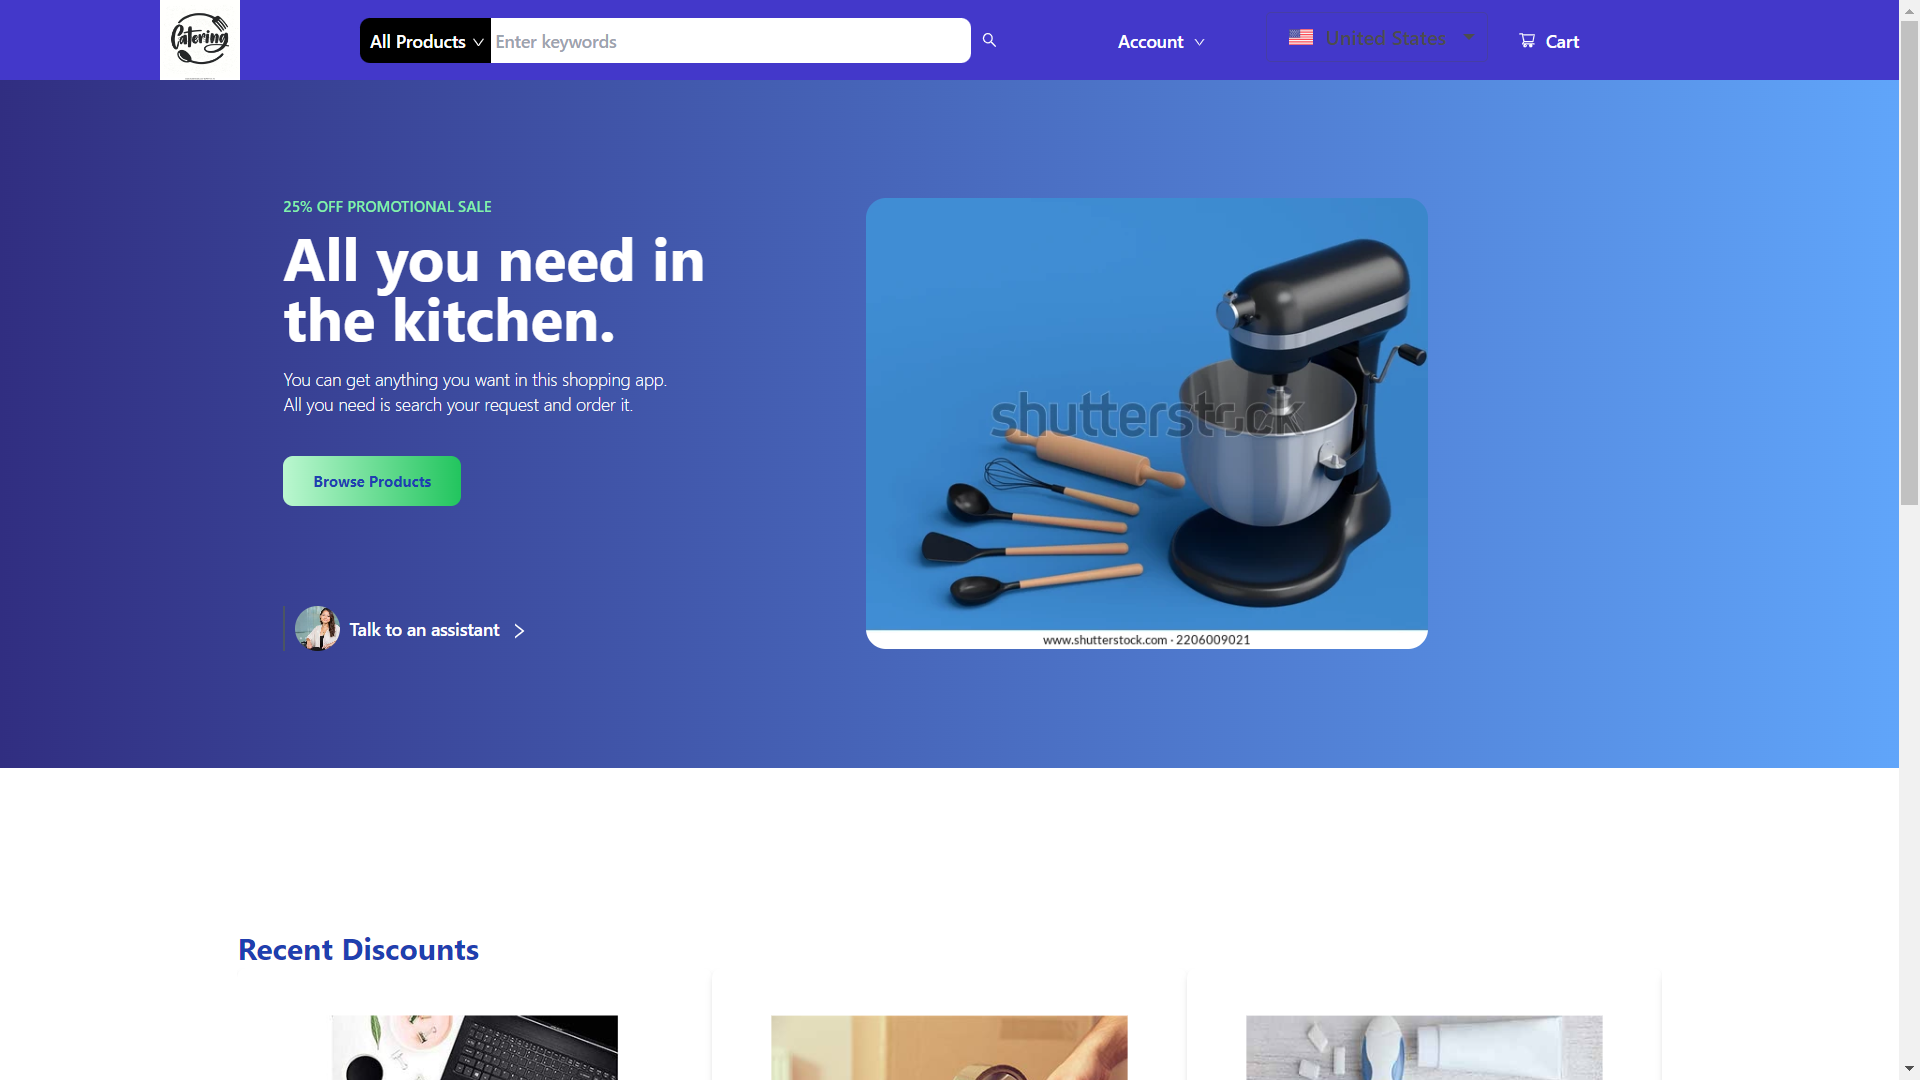 Catering
All Products
Enter keywords
Account
United States
Cart
25% OFF PROMOTIONAL SALE
All you need in
the kitchen.
You can get anything you want in this shopping app.
All you need is search your request and order it.
Browse Products
Talk to an assistant
shutterstock
www.shutterstock.com · 2206009021
Recent Discounts